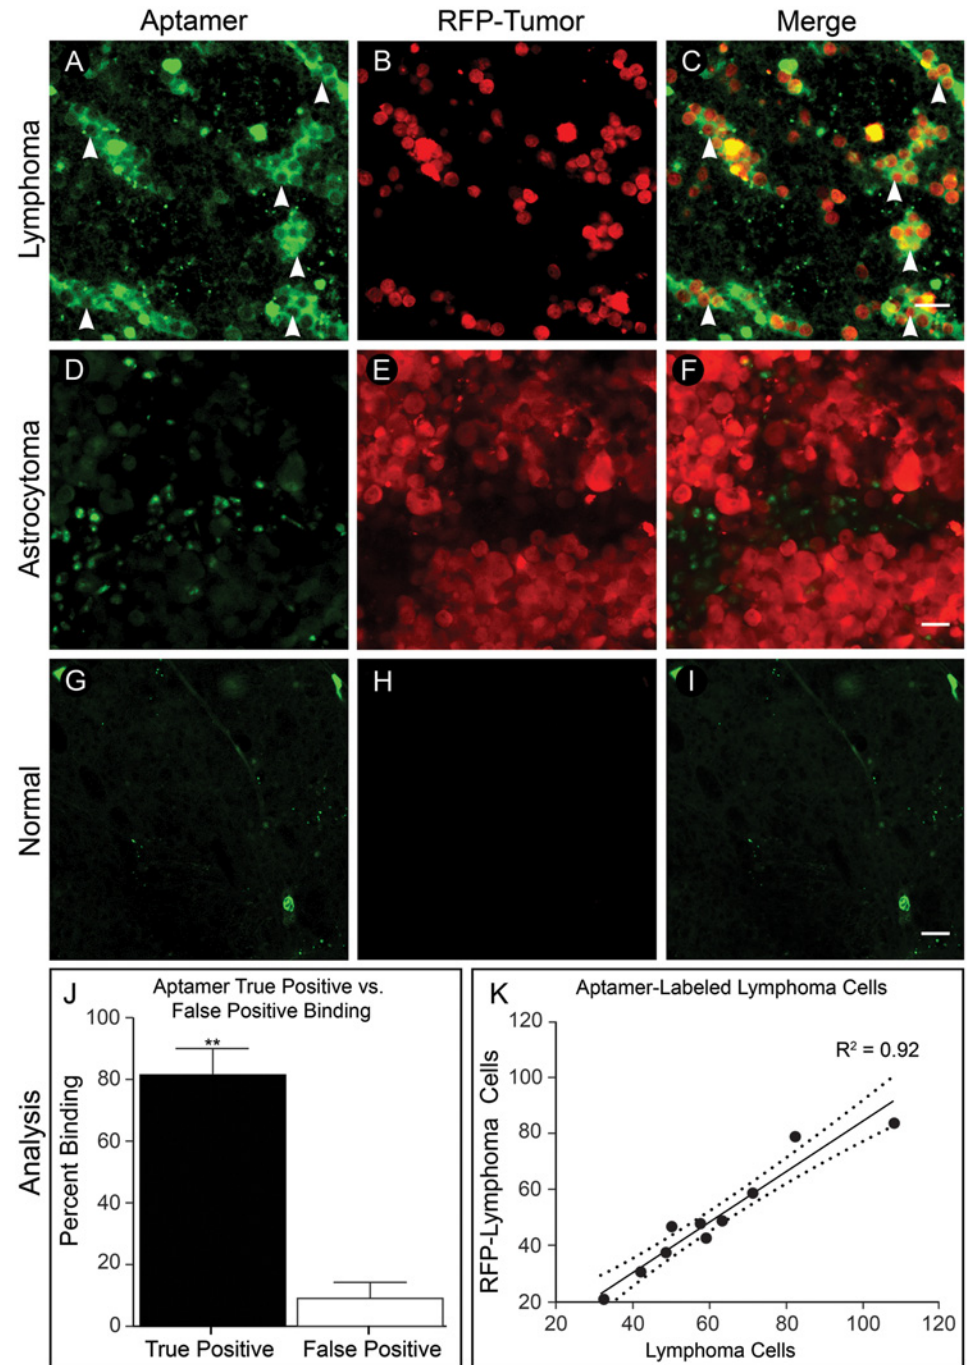 Aptamer RFP-Tumor Merge
Lymphoma
A B C
Astrocytoma
D E F
Normal
G H I
Analysis
J
Aptamer True Positive vs.
False Positive Binding
Percent Binding
100
**
80
60
40
20
0
True Positive False Positive
K
Aptamer-Labeled Lymphoma Cells
RFP-Lymphoma Cells
120
R² = 0.92
100
80
60
40
20
20 40 60 80 100 120
Lymphoma Cells